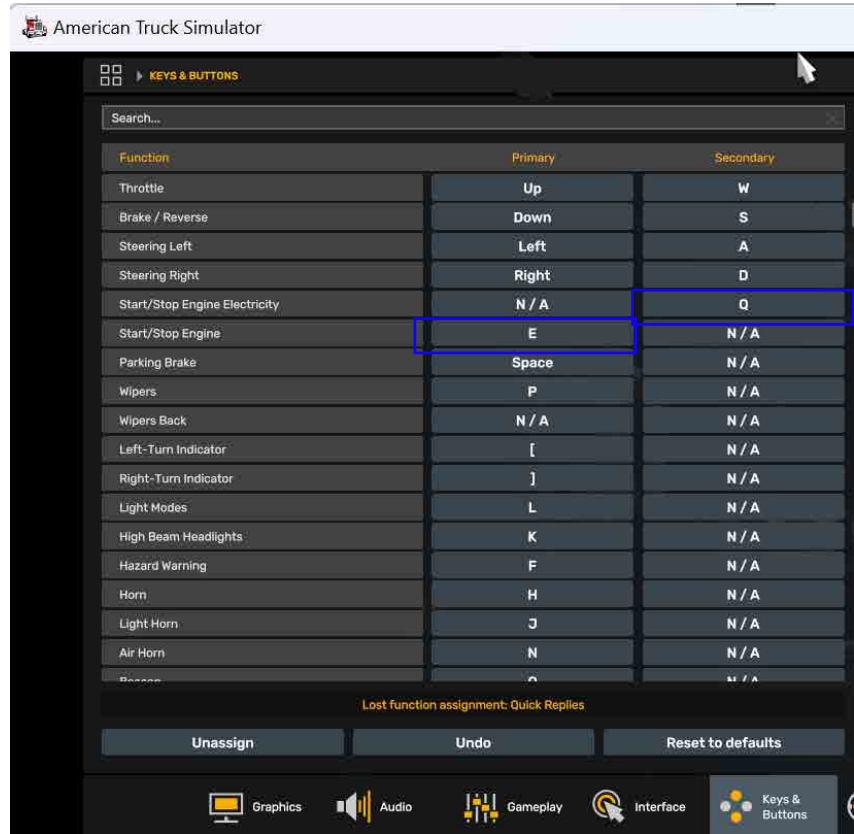 American Truck Simulator
KEYS & BUTTONS
Search...
Function Primary Secondary
Throttle Up W
Brake / Reverse Down S
Steering Left Left A
Steering Right Right D
Start/Stop Engine Electricity N / A Q
Start/Stop Engine E N / A
Parking Brake Space N / A
Wipers P N / A
Wipers Back N / A N / A
Left-Turn Indicator [ N / A
Right-Turn Indicator ] N / A
Light Modes L N / A
High Beam Headlights K N / A
Hazard Warning F N / A
Horn H N / A
Light Horn J N / A
Air Horn N N / A
Beacon O N / A
Lost function assignment: Quick Replies
Unassign Undo Reset to defaults
Graphics Audio Gameplay Interface Keys &
Buttons